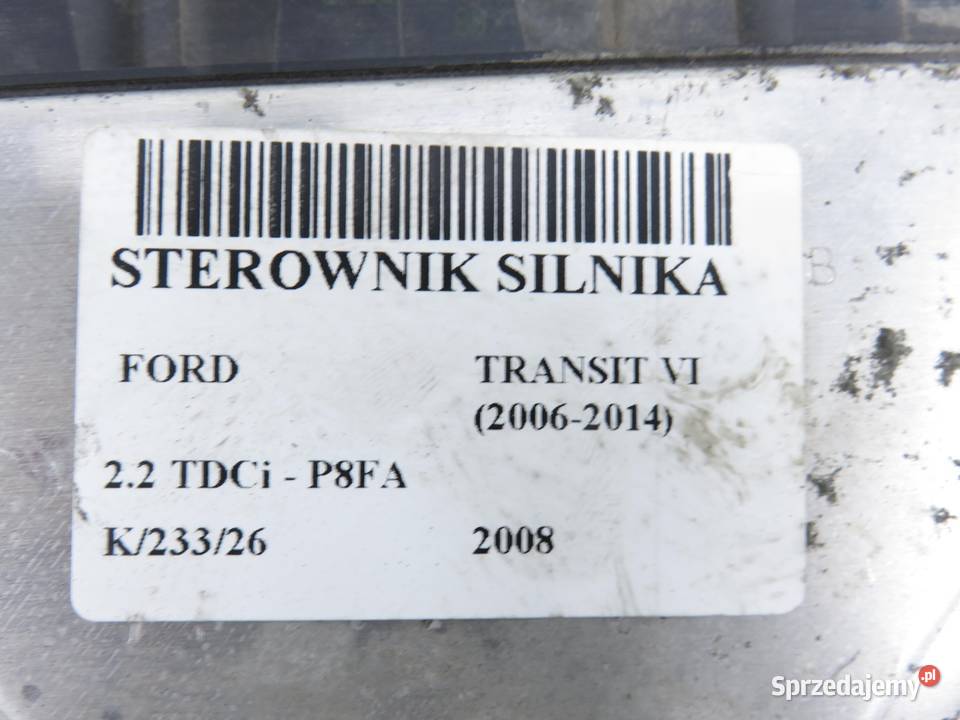 STEROWNIK SILNIKA
FORD TRANSIT VI
(2006-2014)
2.2 TDCi - P8FA
K/233/26 2008
B
Sprzedajemy.pl